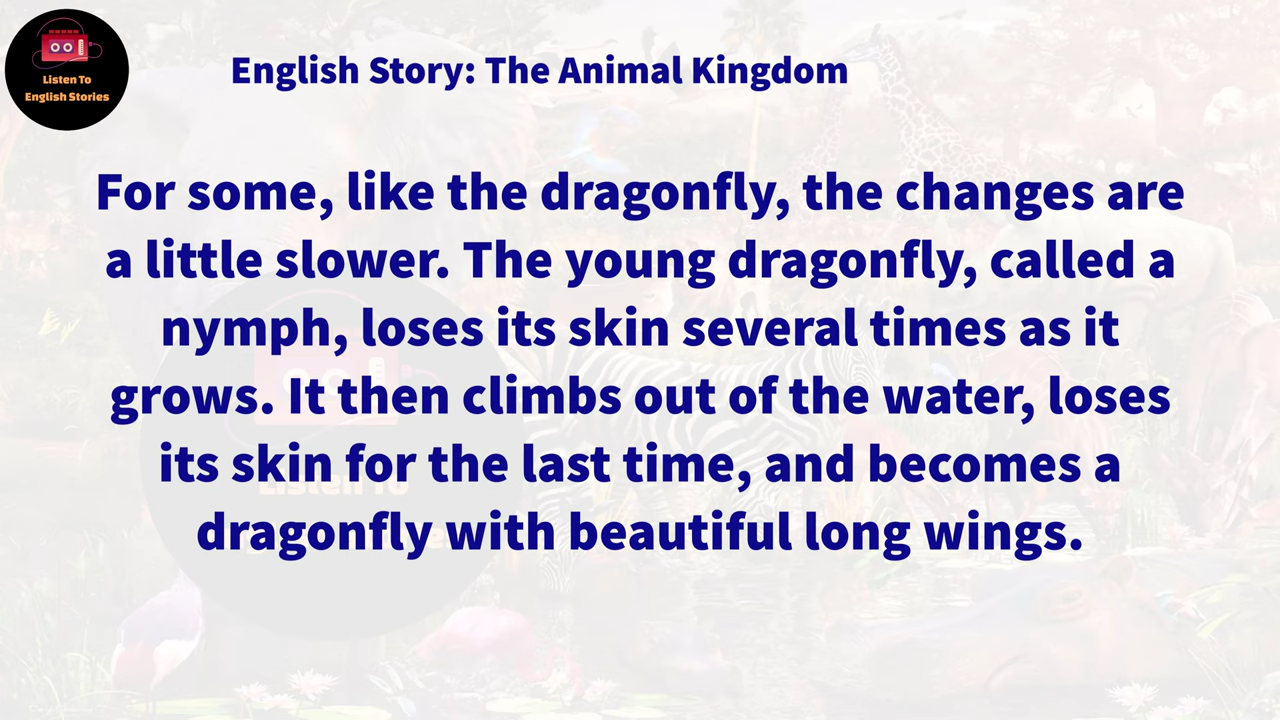 Listen To
English Stories
English Story: The Animal Kingdom
For some, like the dragonfly, the changes are
a little slower. The young dragonfly, called a
nymph, loses its skin several times as it
grows. It then climbs out of the water, loses
its skin for the last time, and becomes a
dragonfly with beautiful long wings.
Listen To